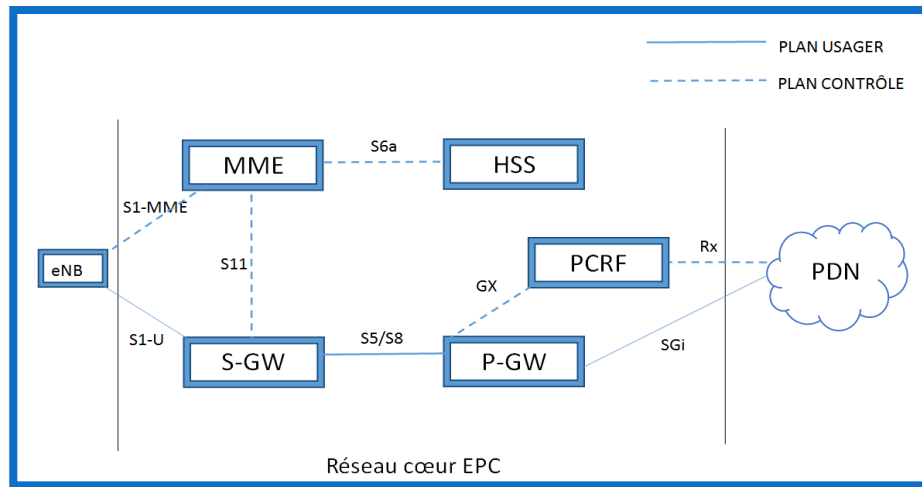 PLAN USAGER
PLAN CONTRÔLE
MME
S6a
HSS
S1-MME
eNB
S11
PCRF
Rx
PDN
GX
S1-U
S-GW
S5/S8
P-GW
SGi
Réseau cœur EPC